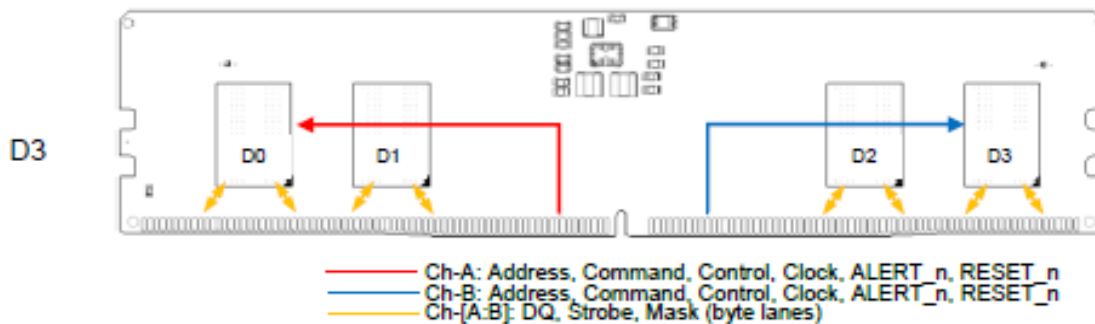 D3
D0 D1 D2 D3
Ch-A: Address, Command, Control, Clock, ALERT_n, RESET_n
Ch-B: Address, Command, Control, Clock, ALERT_n, RESET_n
Ch-[A:B]: DQ, Strobe, Mask (byte lanes)